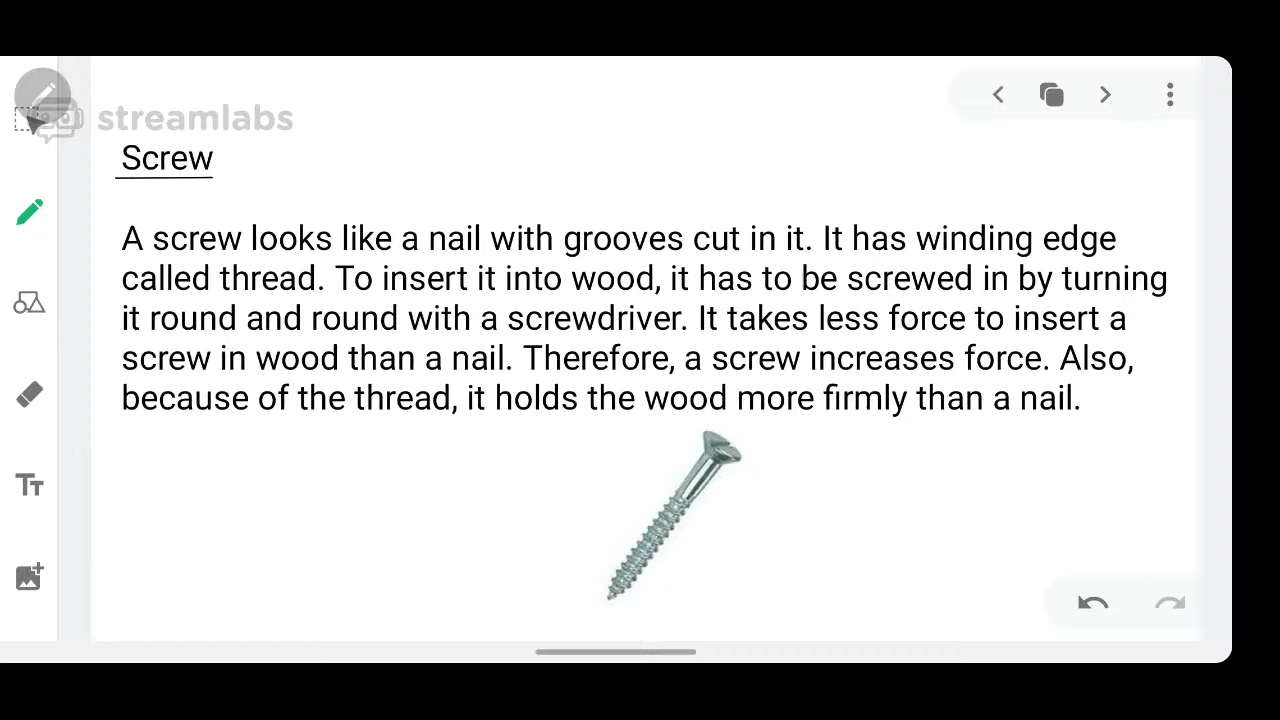 streamlabs
Screw
A screw looks like a nail with grooves cut in it. It has winding edge
called thread. To insert it into wood, it has to be screwed in by turning
it round and round with a screwdriver. It takes less force to insert a
screw in wood than a nail. Therefore, a screw increases force. Also,
because of the thread, it holds the wood more firmly than a nail.
Tт